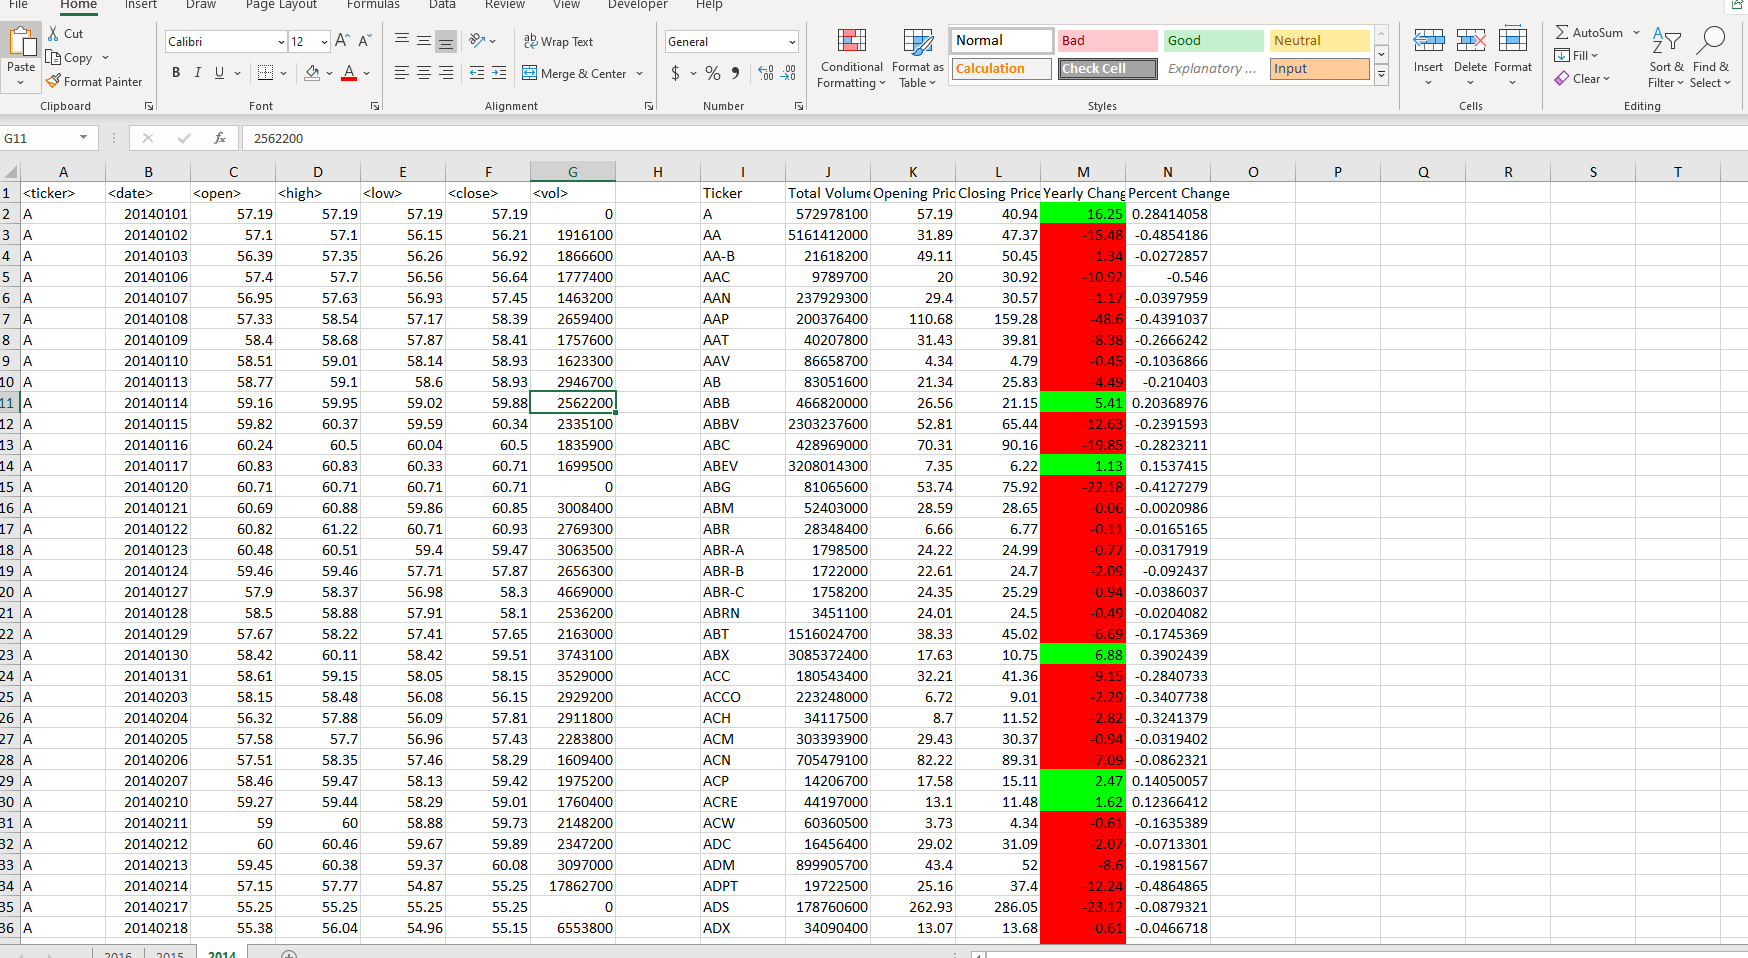 File Home Insert Draw Page Layout Formulas Data Review View Developer Help
Cut
Copy
Format Painter
Paste
Clipboard
Calibri 12 A A
B I U A
Font
Wrap Text
Merge & Center
Alignment
General
$ % 9
Number
Conditional Formatting
Format as Table
Normal Bad Good Neutral
Calculation Check Cell Explanatory ... Input
Styles
Insert Delete Format
Cells
AutoSum
Fill
Clear
Sort & Filter
Find & Select
Editing
G11 fx 2562200
A B C D E F G H I J K L M N O P Q R S T
1 <ticker> <date> <open> <high> <low> <close> <vol> Ticker Total Volume Opening Pric Closing Price Yearly Chang Percent Change
2 A 20140101 57.19 57.19 57.19 57.19 0 A 572978100 57.19 40.94 16.25 0.28414058
3 A 20140102 57.1 57.1 56.15 56.21 1916100 AA 5161412000 31.89 47.37 -15.48 -0.4854186
4 A 20140103 56.39 57.35 56.26 56.92 1866600 AA-B 21618200 49.11 50.45 -1.34 -0.0272857
5 A 20140106 57.4 57.7 56.56 56.64 1777400 AAC 9789700 20 30.92 -10.92 -0.546
6 A 20140107 56.95 57.63 56.93 57.45 1463200 AAN 237929300 29.4 30.57 -1.17 -0.0397959
7 A 20140108 57.33 58.54 57.17 58.39 2659400 AAP 200376400 110.68 159.28 -48.6 -0.4391037
8 A 20140109 58.4 58.68 57.87 58.41 1757600 AAT 40207800 31.43 39.81 -8.38 -0.2666242
9 A 20140110 58.51 59.01 58.14 58.93 1623300 AAV 86658700 4.34 4.79 -0.45 -0.1036866
10 A 20140113 58.77 59.1 58.6 58.93 2946700 AB 83051600 21.34 25.83 -4.49 -0.210403
11 A 20140114 59.16 59.95 59.02 59.88 2562200 ABB 466820000 26.56 21.15 5.41 0.20368976
12 A 20140115 59.82 60.37 59.59 60.34 2335100 ABBV 2303237600 52.81 65.44 -12.63 -0.2391593
13 A 20140116 60.24 60.5 60.04 60.5 1835900 ABC 428969000 70.31 90.16 -19.85 -0.2823211
14 A 20140117 60.83 60.83 60.33 60.71 1699500 ABEV 3208014300 7.35 6.22 1.13 0.1537415
15 A 20140120 60.71 60.71 60.71 60.71 0 ABG 81065600 53.74 75.92 -22.18 -0.4127279
16 A 20140121 60.69 60.88 59.86 60.85 3008400 ABM 52403000 28.59 28.65 -0.06 -0.0020986
17 A 20140122 60.82 61.22 60.71 60.93 2769300 ABR 28348400 6.66 6.77 -0.11 -0.0165165
18 A 20140123 60.48 60.51 59.4 59.47 3063500 ABR-A 1798500 24.22 24.99 -0.77 -0.0317919
19 A 20140124 59.46 59.46 57.71 57.87 2656300 ABR-B 1722000 22.61 24.7 -2.09 -0.092437
20 A 20140127 57.9 58.37 56.98 58.3 4669000 ABR-C 1758200 24.35 25.29 -0.94 -0.0386037
21 A 20140128 58.5 58.88 57.91 58.1 2536200 ABRN 3451100 24.01 24.5 -0.49 -0.0204082
22 A 20140129 57.67 58.22 57.41 57.65 2163000 ABT 1516024700 38.33 45.02 -6.69 -0.1745369
23 A 20140130 58.42 60.11 58.42 59.51 3743100 ABX 3085372400 17.63 10.75 6.88 0.3902439
24 A 20140131 58.61 59.15 58.05 58.15 3529000 ACC 180543400 32.21 41.36 -9.15 -0.2840733
25 A 20140203 58.15 58.48 56.08 56.15 2929200 ACCO 223248000 6.72 9.01 -2.29 -0.3407738
26 A 20140204 56.32 57.88 56.09 57.81 2911800 ACH 34117500 8.7 11.52 -2.82 -0.3241379
27 A 20140205 57.58 57.7 56.96 57.43 2283800 ACM 303393900 29.43 30.37 -0.94 -0.0319402
28 A 20140206 57.51 58.35 57.46 58.29 1609400 ACN 705479100 82.22 89.31 -7.09 -0.0862321
29 A 20140207 58.46 59.47 58.13 59.42 1975200 ACP 14206700 17.58 15.11 2.47 0.14050057
30 A 20140210 59.27 59.44 58.29 59.01 1760400 ACRE 44197000 13.1 11.48 1.62 0.12366412
31 A 20140211 59 60 58.88 59.73 2148200 ACW 60360500 3.73 4.34 -0.61 -0.1635389
32 A 20140212 60 60.46 59.67 59.89 2347200 ADC 16456400 29.02 31.09 -2.07 -0.0713301
33 A 20140213 59.45 60.38 59.37 60.08 3097000 ADM 899905700 43.4 52 -8.6 -0.1981567
34 A 20140214 57.15 57.77 54.87 55.25 17862700 ADPT 19722500 25.16 37.4 -12.24 -0.4864865
35 A 20140217 55.25 55.25 55.25 55.25 0 ADS 178760600 262.93 286.05 -23.12 -0.0879321
36 A 20140218 55.38 56.04 54.96 55.15 6553800 ADX 34090400 13.07 13.68 -0.61 -0.0466718
2016 2015 2014